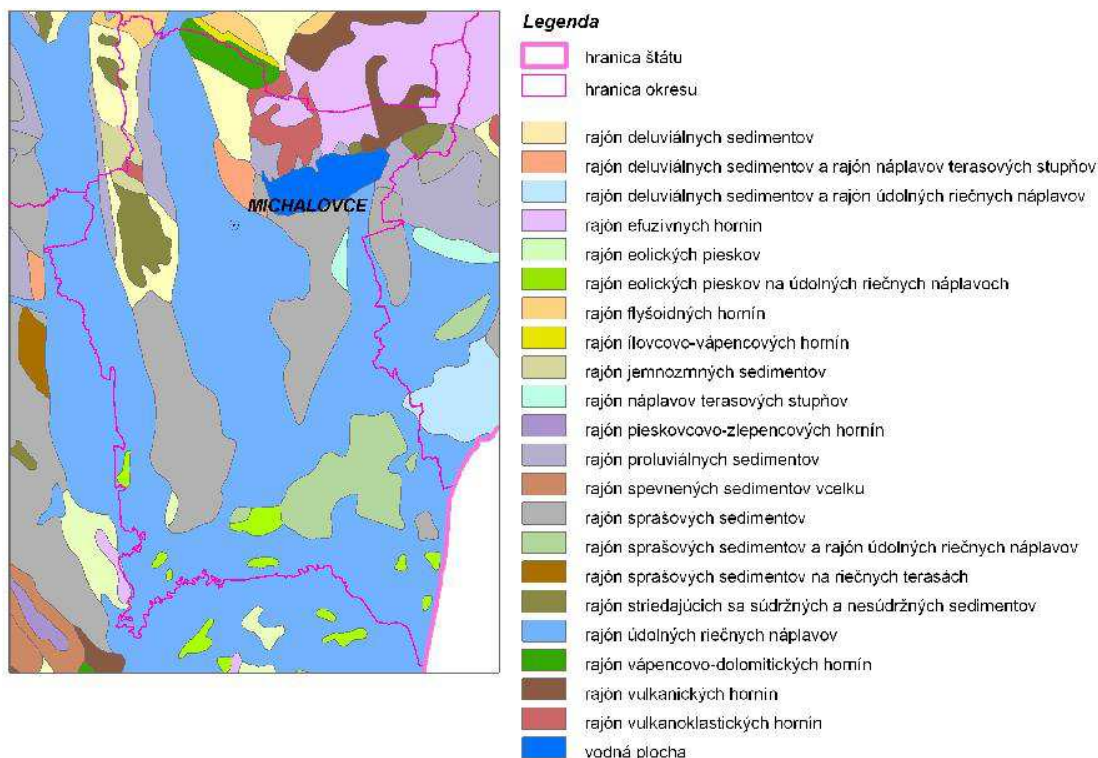 Legenda
hranica štátu
hranica okresu
rajón deluviálnych sedimentov
rajón deluviálnych sedimentov a rajón náplavov terasových stupňov
rajón deluviálnych sedimentov a rajón údolných riečnych náplavov
rajón efuzívnych hornín
rajón eolických pieskov
rajón eolických pieskov na údolných riečnych náplavoch
rajón flyšoidných hornín
rajón ílovcovo-vápencových hornín
rajón jemnozrnných sedimentov
rajón náplavov terasových stupňov
rajón pieskovcovo-zlepencových hornín
rajón proluviálnych sedimentov
rajón spevnených sedimentov vcelku
rajón sprašových sedimentov
rajón sprašových sedimentov a rajón údolných riečnych náplavov
rajón sprašových sedimentov na riečnych terasách
rajón striedajúcich sa súdržných a nesúdržných sedimentov
rajón údolných riečnych náplavov
rajón vápencovo-dolomitických hornín
rajón vulkanických hornín
rajón vulkanoklastických hornín
vodná plocha
MICHALOVCE